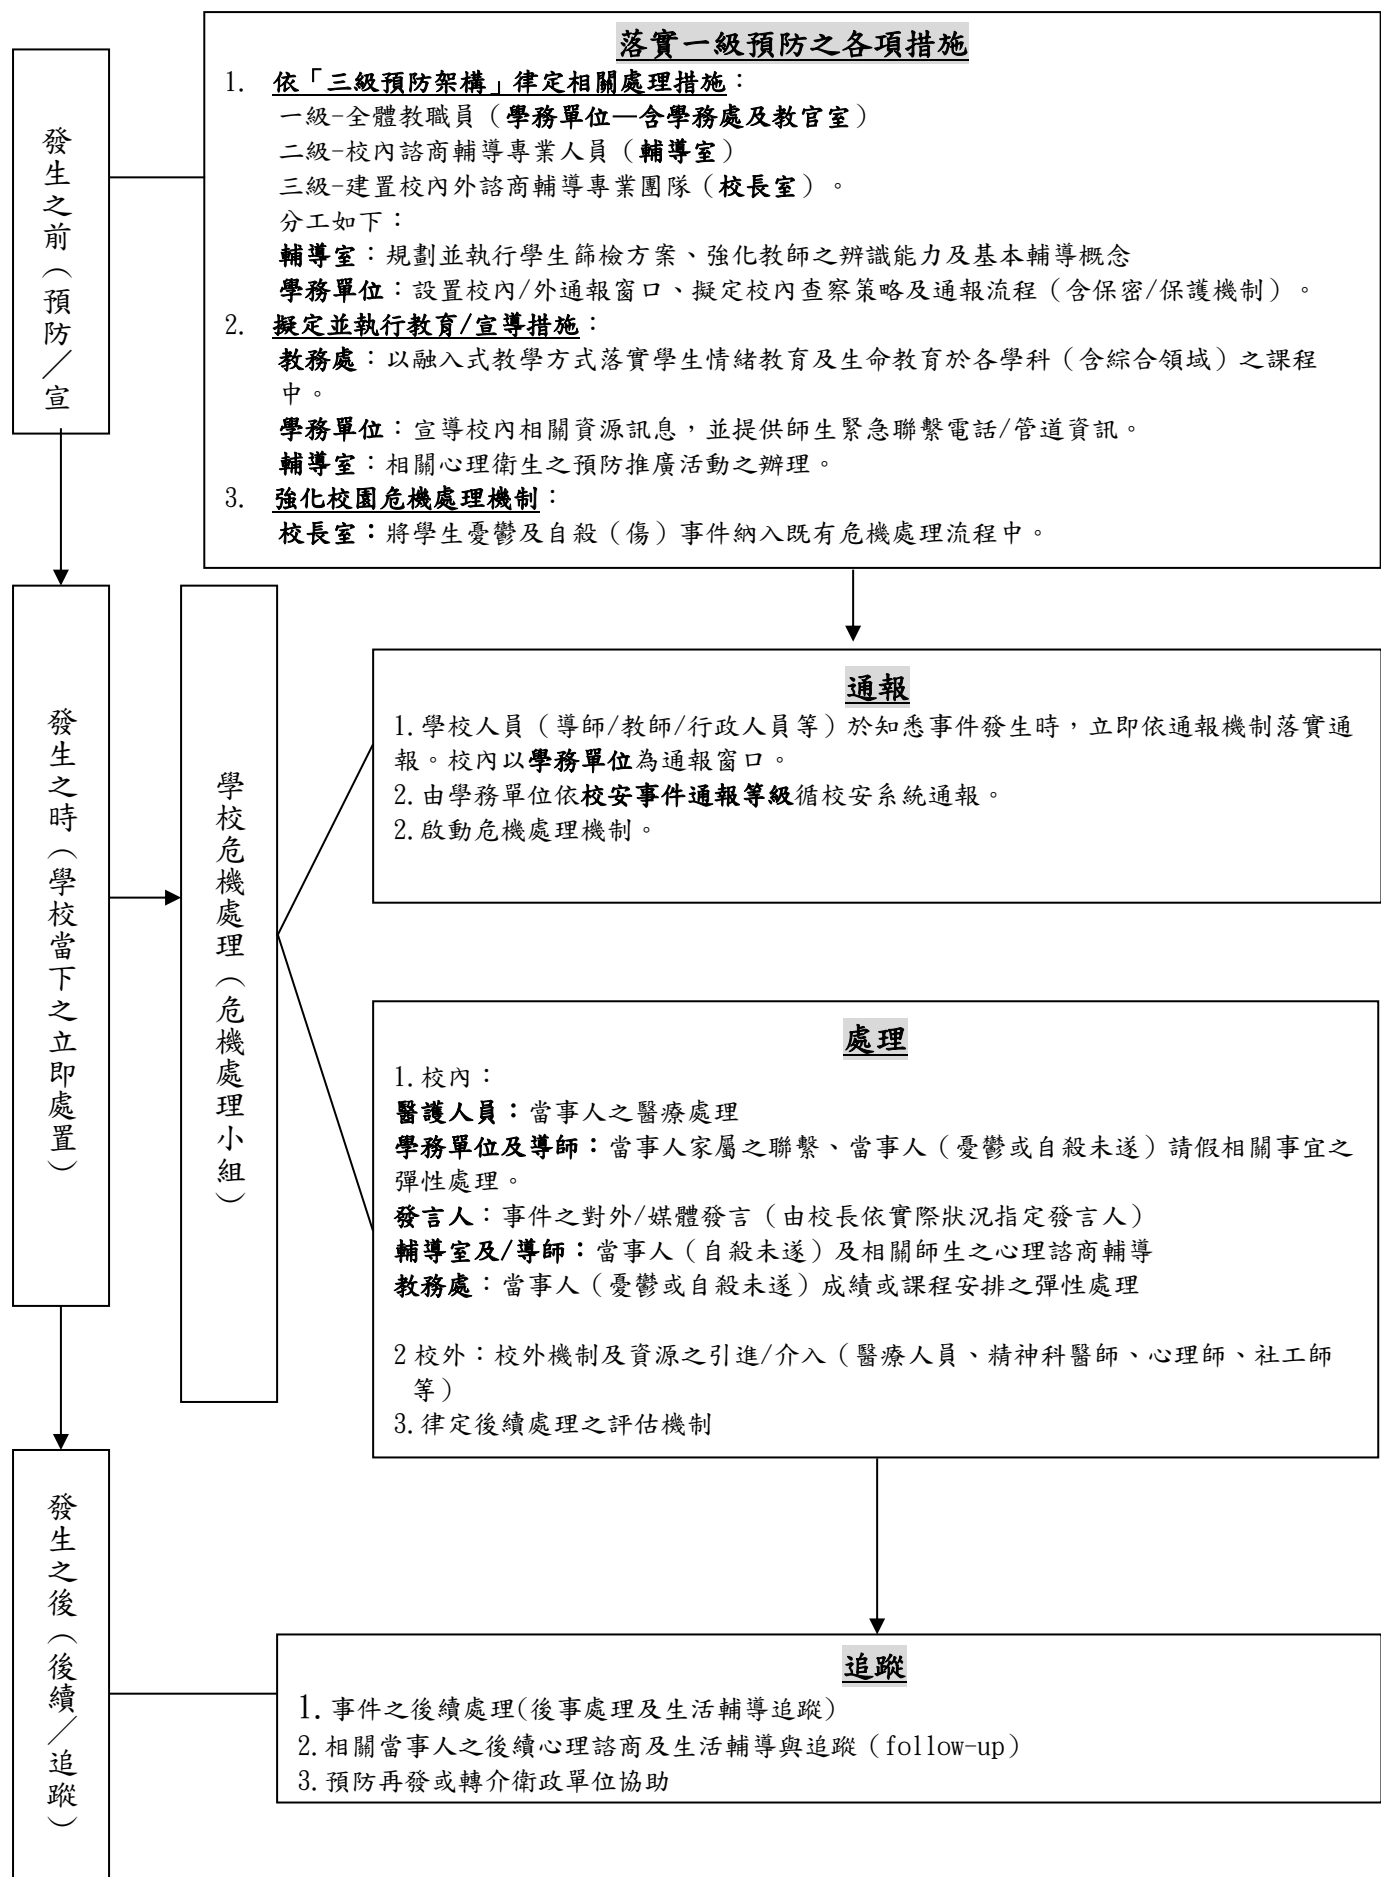 落實一級預防之各項措施
1. 依「三級預防架構」律定相關處理措施：
一級-全體教職員（學務單位—含學務處及教官室）
二級-校內諮商輔導專業人員（輔導室）
三級-建置校內外諮商輔導專業團隊（校長室）。
分工如下：
輔導室：規劃並執行學生篩檢方案、強化教師之辨識能力及基本輔導概念
學務單位：設置校內/外通報窗口、擬定校內查察策略及通報流程（含保密/保護機制）。
2. 擬定並執行教育/宣導措施：
教務處：以融入式教學方式落實學生情緒教育及生命教育於各學科（含綜合領域）之課程
中。
學務單位：宣導校內相關資源訊息，並提供師生緊急聯繫電話/管道資訊。
輔導室：相關心理衛生之預防推廣活動之辦理。
3. 強化校園危機處理機制：
校長室：將學生憂鬱及自殺（傷）事件納入既有危機處理流程中。
發生之前（預防／宣
發生之時（學校當下之立即處置）
學校危機處理（危機處理小組）
通報
1.學校人員（導師/教師/行政人員等）於知悉事件發生時，立即依通報機制落實通
報。校內以學務單位為通報窗口。
2.由學務單位依校安事件通報等級循校安系統通報。
2.啟動危機處理機制。
處理
1.校內：
醫護人員：當事人之醫療處理
學務單位及導師：當事人家屬之聯繫、當事人（憂鬱或自殺未遂）請假相關事宜之
彈性處理。
發言人：事件之對外/媒體發言（由校長依實際狀況指定發言人）
輔導室及/導師：當事人（自殺未遂）及相關師生之心理諮商輔導
教務處：當事人（憂鬱或自殺未遂）成績或課程安排之彈性處理
2 校外：校外機制及資源之引進/介入（醫療人員、精神科醫師、心理師、社工師
等）
3.律定後續處理之評估機制
發生之後（後續／追蹤）
追蹤
1.事件之後續處理(後事處理及生活輔導追蹤)
2.相關當事人之後續心理諮商及生活輔導與追蹤（follow-up）
3.預防再發或轉介衛政單位協助